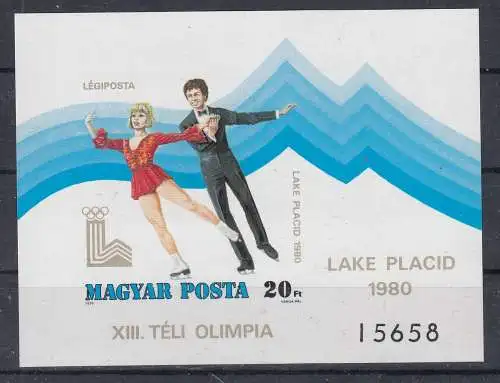 LÉGIPOSTA
LAKE PLACID 1980
MAGYAR POSTA 20 Ft
LAKE PLACID
1980
XIII. TÉLI OLIMPIA
15658